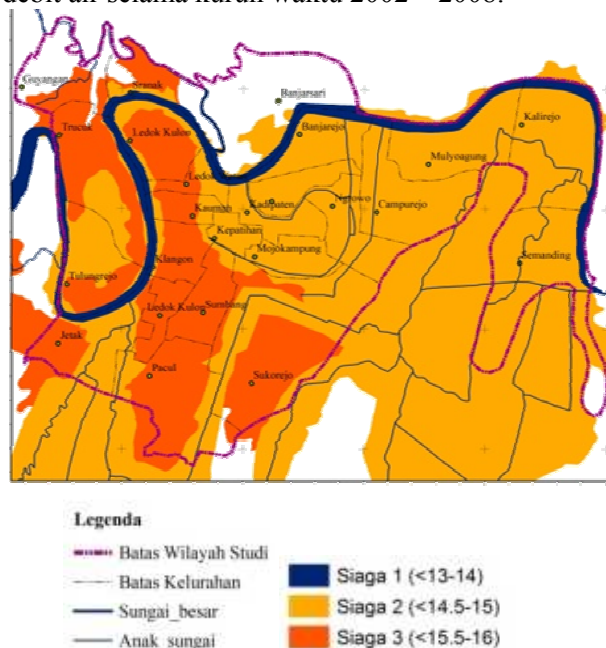 debit air selama kurun waktu 2002 – 2008.
Guyangan
Sranak
Banjarsari
Trucuk
Ledok Kulon
Banjarejo
Kalirejo
Mulyoagung
Ledok
Kauman
Kadipaten
Ngrowo
Campurejo
Kepatihan
Mojokampung
Klangon
Semanding
Tulungrejo
Ledok Kulon
Sumbang
Jetak
Pacul
Sukorejo
Legenda
Batas Wilayah Studi
Batas Kelurahan
Sungai_besar
Anak_sungai
Siaga 1 (<13-14)
Siaga 2 (<14.5-15)
Siaga 3 (<15.5-16)